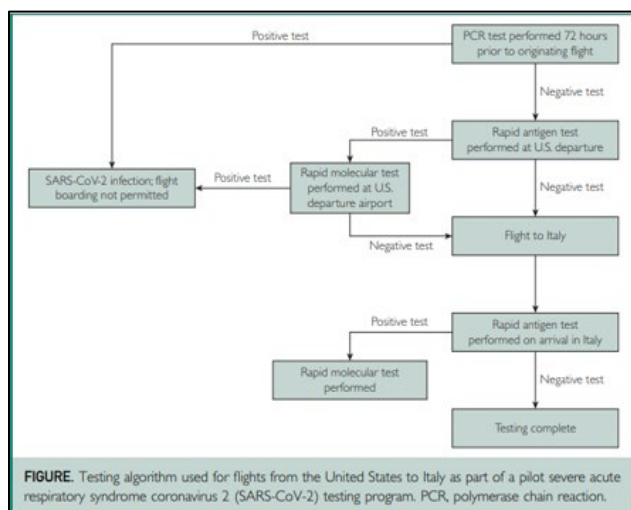 Positive test
PCR test performed 72 hours
prior to originating flight
Negative test
Positive test
Rapid antigen test
performed at U.S. departure
SARS-CoV-2 infection; flight
boarding not permitted
Positive test
Rapid molecular test
performed at U.S.
departure airport
Negative test
Negative test
Flight to Italy
Positive test
Rapid antigen test
performed on arrival in Italy
Rapid molecular test
performed
Negative test
Testing complete
FIGURE. Testing algorithm used for flights from the United States to Italy as part of a pilot severe acute
respiratory syndrome coronavirus 2 (SARS-CoV-2) testing program. PCR, polymerase chain reaction.